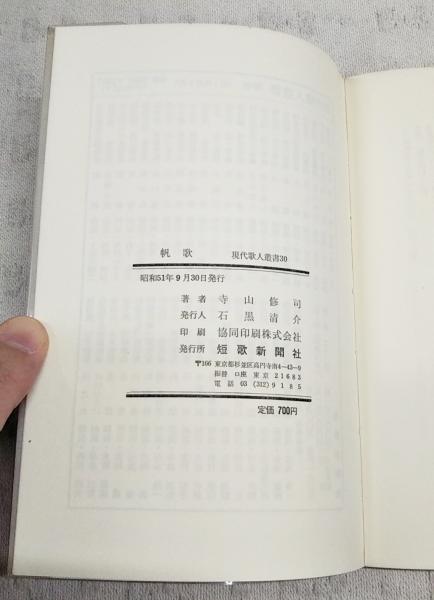 帆歌 現代歌人叢書30
昭和51年9月30日発行
著者 寺山修司
発行人 石黒清介
印刷 協同印刷株式会社
発行所 短歌新聞社
〒166 東京都杉並区高円寺南4-43-9
振替口座 東京 21683
電話 03 (312) 9185
定価 700円